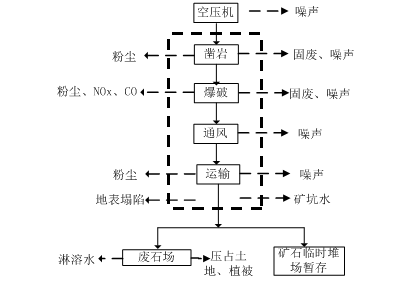 空压机
噪声
粉尘
凿岩
固废、噪声
粉尘、NOx、CO
爆破
固废、噪声
通风
噪声
粉尘
运输
噪声
地表塌陷
矿坑水
淋溶水
废石场
压占土
地、植被
矿石临时堆
场暂存